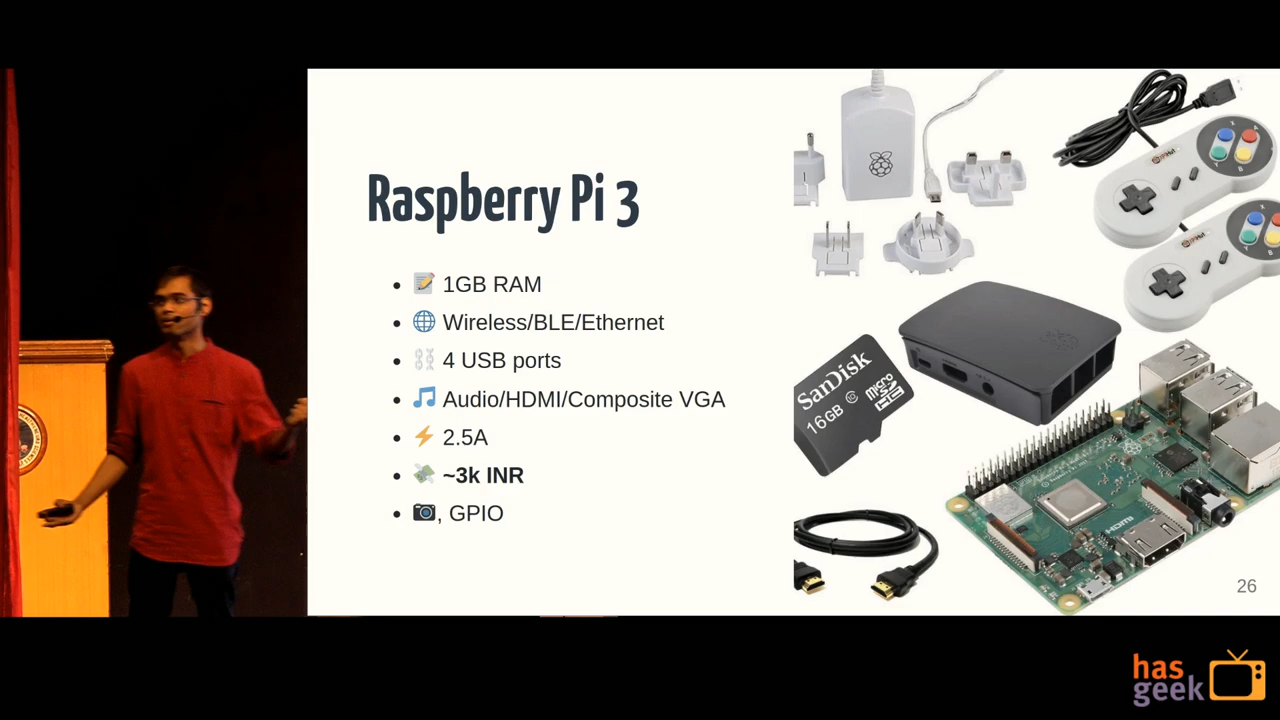 Raspberry Pi 3
1GB RAM
Wireless/BLE/Ethernet
4 USB ports
Audio/HDMI/Composite VGA
2.5A
~3k INR
, GPIO
SanDisk
16GB
micro
SD
HC
HDMI
26
has
geek